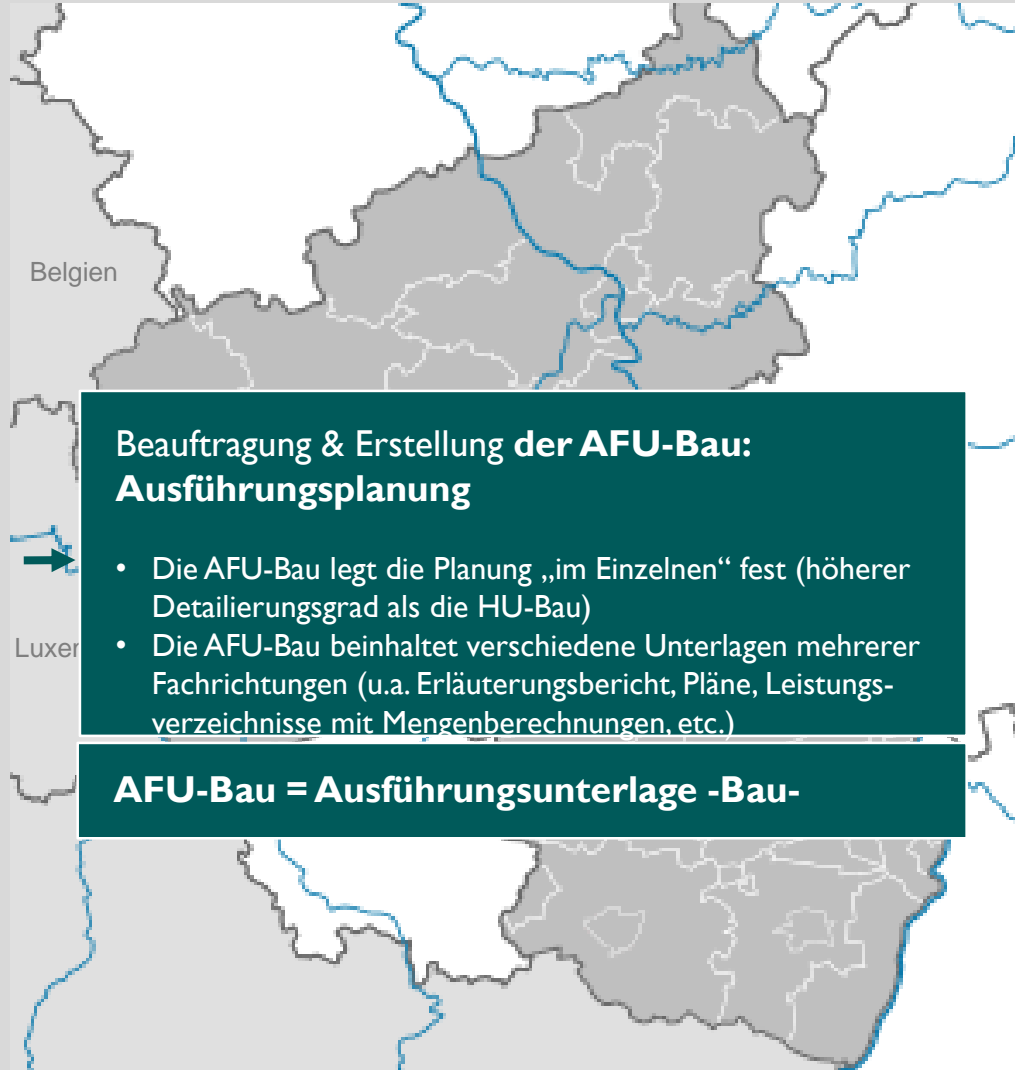 Belgien
Beauftragung & Erstellung der AFU-Bau:
Ausführungsplanung
• Die AFU-Bau legt die Planung „im Einzelnen“ fest (höherer
Detailierungsgrad als die HU-Bau)
Luxer
• Die AFU-Bau beinhaltet verschiedene Unterlagen mehrerer
Fachrichtungen (u.a. Erläuterungsbericht, Pläne, Leistungs-
verzeichnisse mit Mengenberechnungen, etc.)
AFU-Bau = Ausführungsunterlage -Bau-